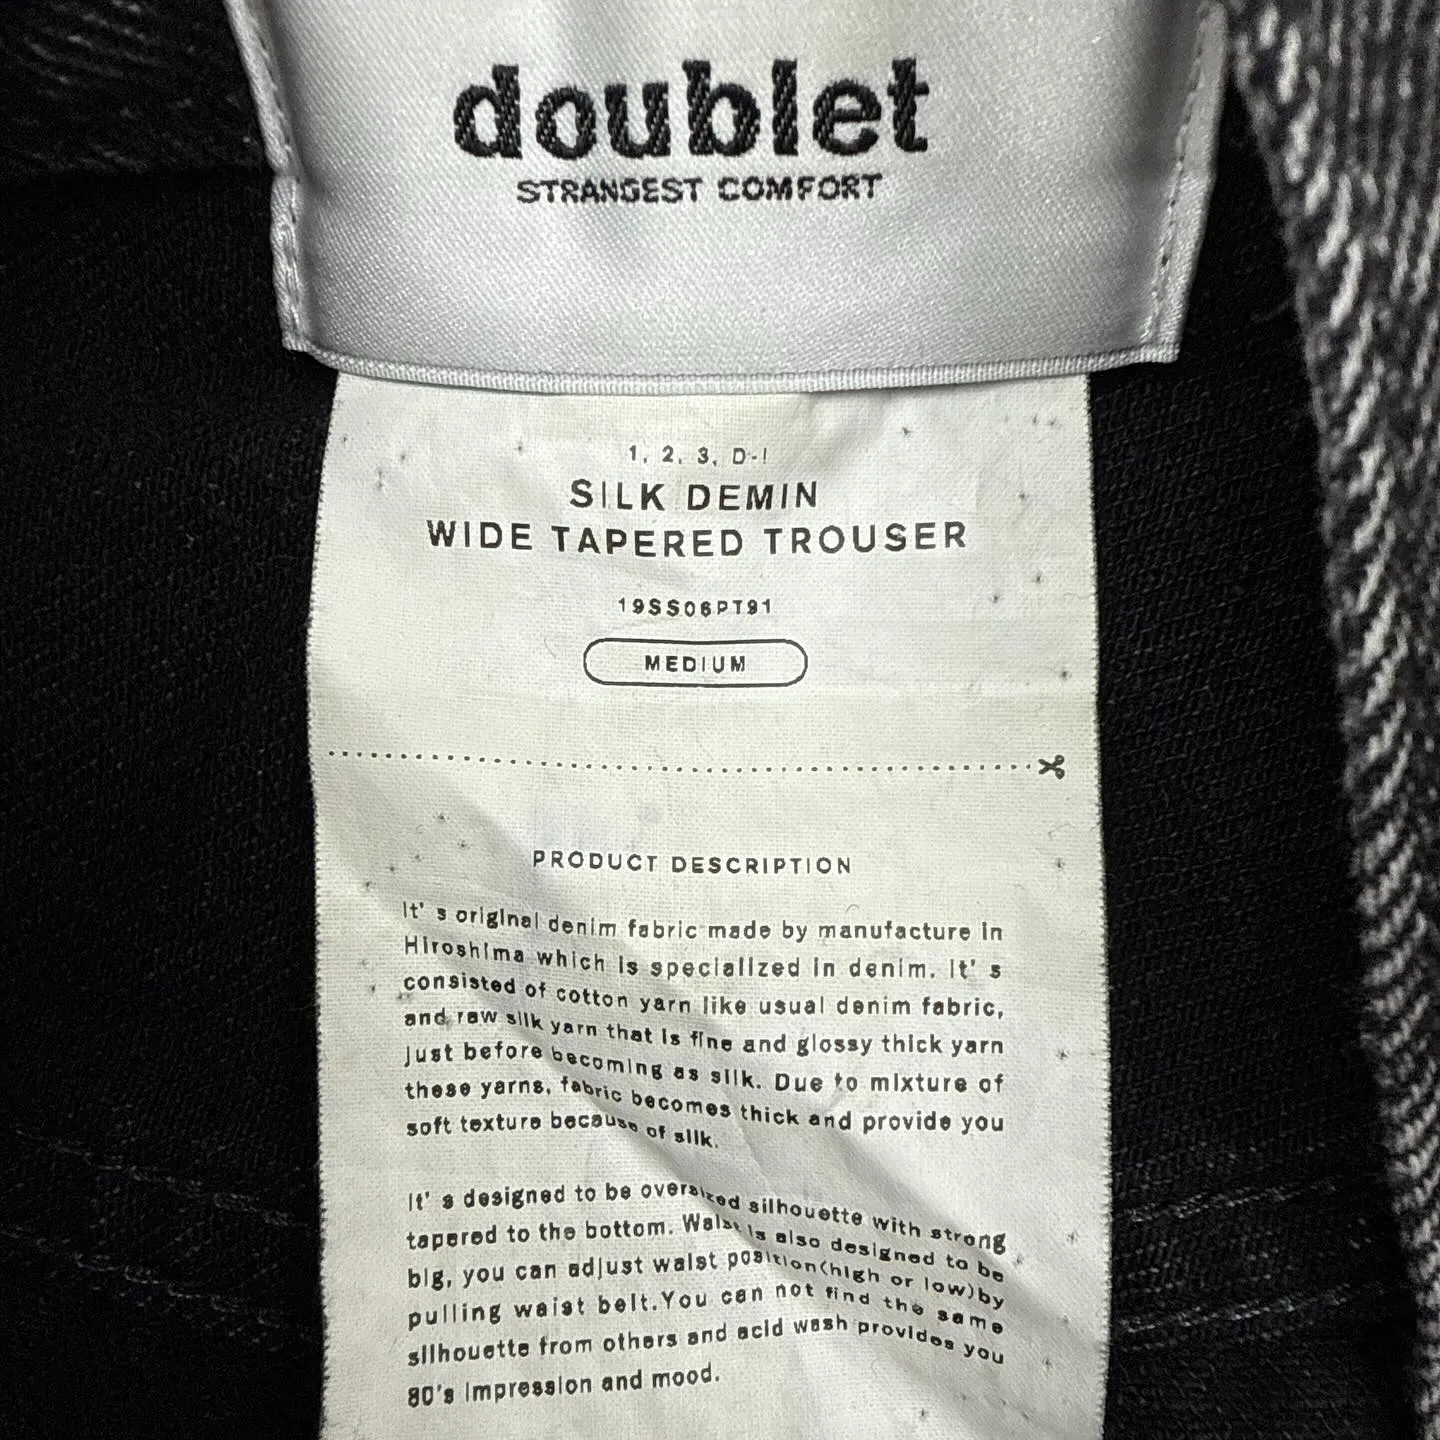 doublet
STRANGEST COMFORT
1, 2, 3, D-!
SILK DEMIN
WIDE TAPERED TROUSER
19SS06PT91
MEDIUM
PRODUCT DESCRIPTION
It's original denim fabric made by manufacture in
Hiroshima which is specialized in denim. It's
consisted of cotton yarn like usual denim fabric,
and raw silk yarn that is fine and glossy thick yarn
just before becoming as silk. Due to mixture of
these yarns, fabric becomes thick and provide you
soft texture because of silk.
It's designed to be oversized silhouette with strong
tapered to the bottom. Waist is also designed to be
big, you can adjust waist position(high or low)by
pulling waist belt.You can not find the same
silhouette from others and acid wash provides you
80's impression and mood.